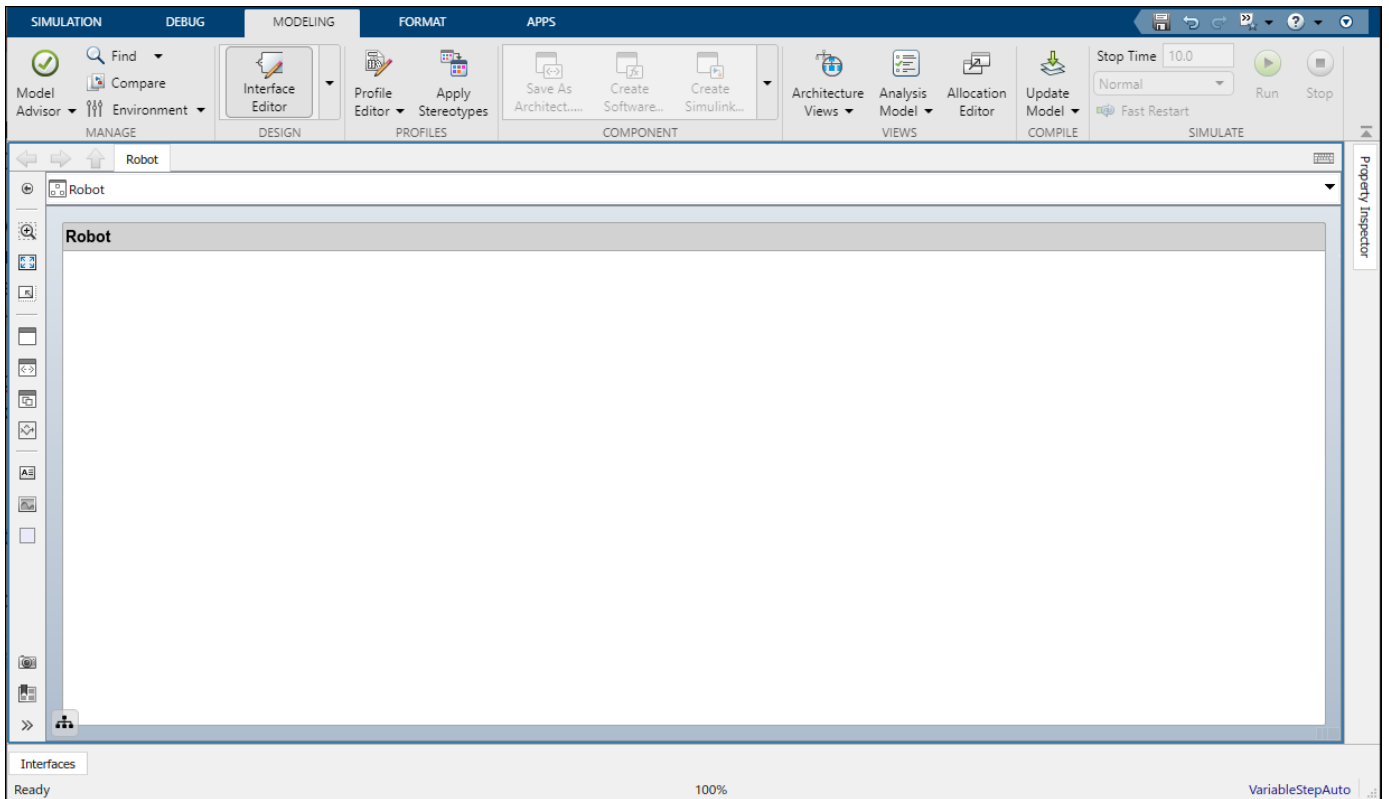 SIMULATION DEBUG MODELING FORMAT APPS
Model Advisor
Find
Compare
Environment
MANAGE
Interface Editor
DESIGN
Profile Editor
Apply Stereotypes
PROFILES
Save As Architect.....
Create Software...
Create Simulink...
COMPONENT
Architecture Views
Analysis Model
Allocation Editor
VIEWS
Update Model
COMPILE
Stop Time 10.0
Normal
Fast Restart
Run
Stop
SIMULATE
Robot
Robot
Robot
Property Inspector
Interfaces
Ready 100% VariableStepAuto